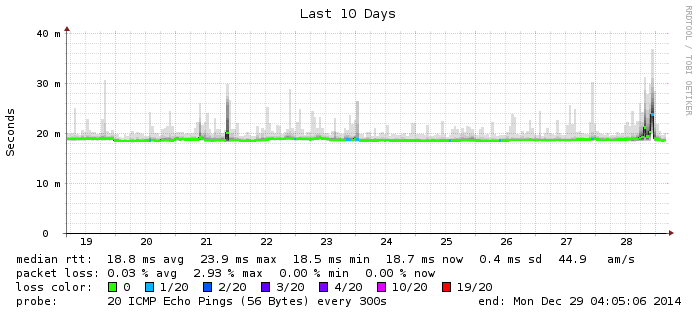 Last 10 Days
RRDTOOL / TOBI OETIKER
Seconds
40 m
30 m
20 m
10 m
0
19 20 21 22 23 24 25 26 27 28
median rtt: 18.8 ms avg 23.9 ms max 18.5 ms min 18.7 ms now 0.4 ms sd 44.9 am/s
packet loss: 0.03 % avg 2.93 % max 0.00 % min 0.00 % now
loss color: 0 1/20 2/20 3/20 4/20 10/20 19/20
probe: 20 ICMP Echo Pings (56 Bytes) every 300s end: Mon Dec 29 04:05:06 2014